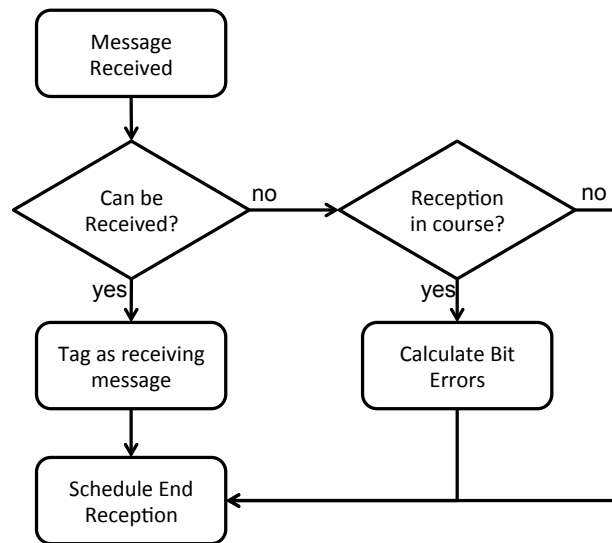 Message
Received
Can be
Received?
no
Reception
in course?
no
yes
yes
Tag as receiving
message
Calculate Bit
Errors
Schedule End
Reception